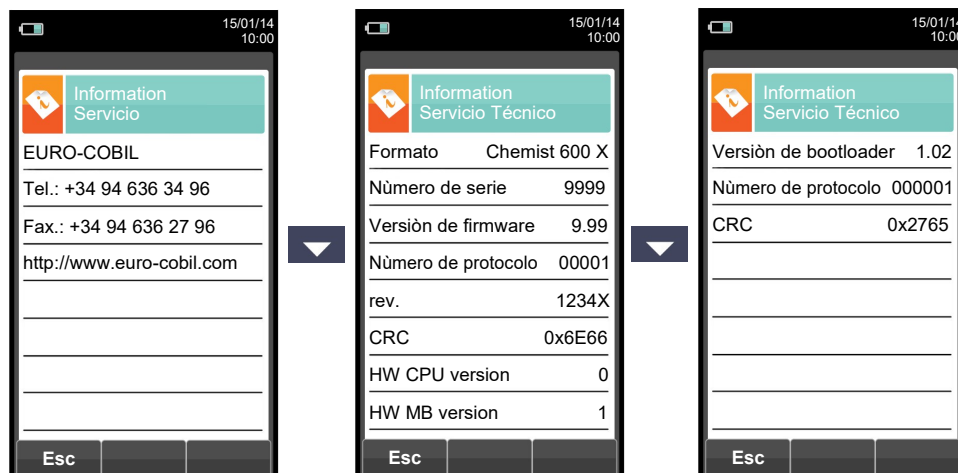 15/01/14
10:00
Information
Servicio
EURO-COBIL
Tel.: +34 94 636 34 96
Fax.: +34 94 636 27 96
http://www.euro-cobil.com
Esc
15/01/14
10:00
Information
Servicio Técnico
Formato Chemist 600 X
Nùmero de serie 9999
Versiòn de firmware 9.99
Nùmero de protocolo 00001
rev. 1234X
CRC 0x6E66
HW CPU version 0
HW MB version 1
Esc
15/01/14
10:00
Information
Servicio Técnico
Versiòn de bootloader 1.02
Nùmero de protocolo 000001
CRC 0x2765
Esc